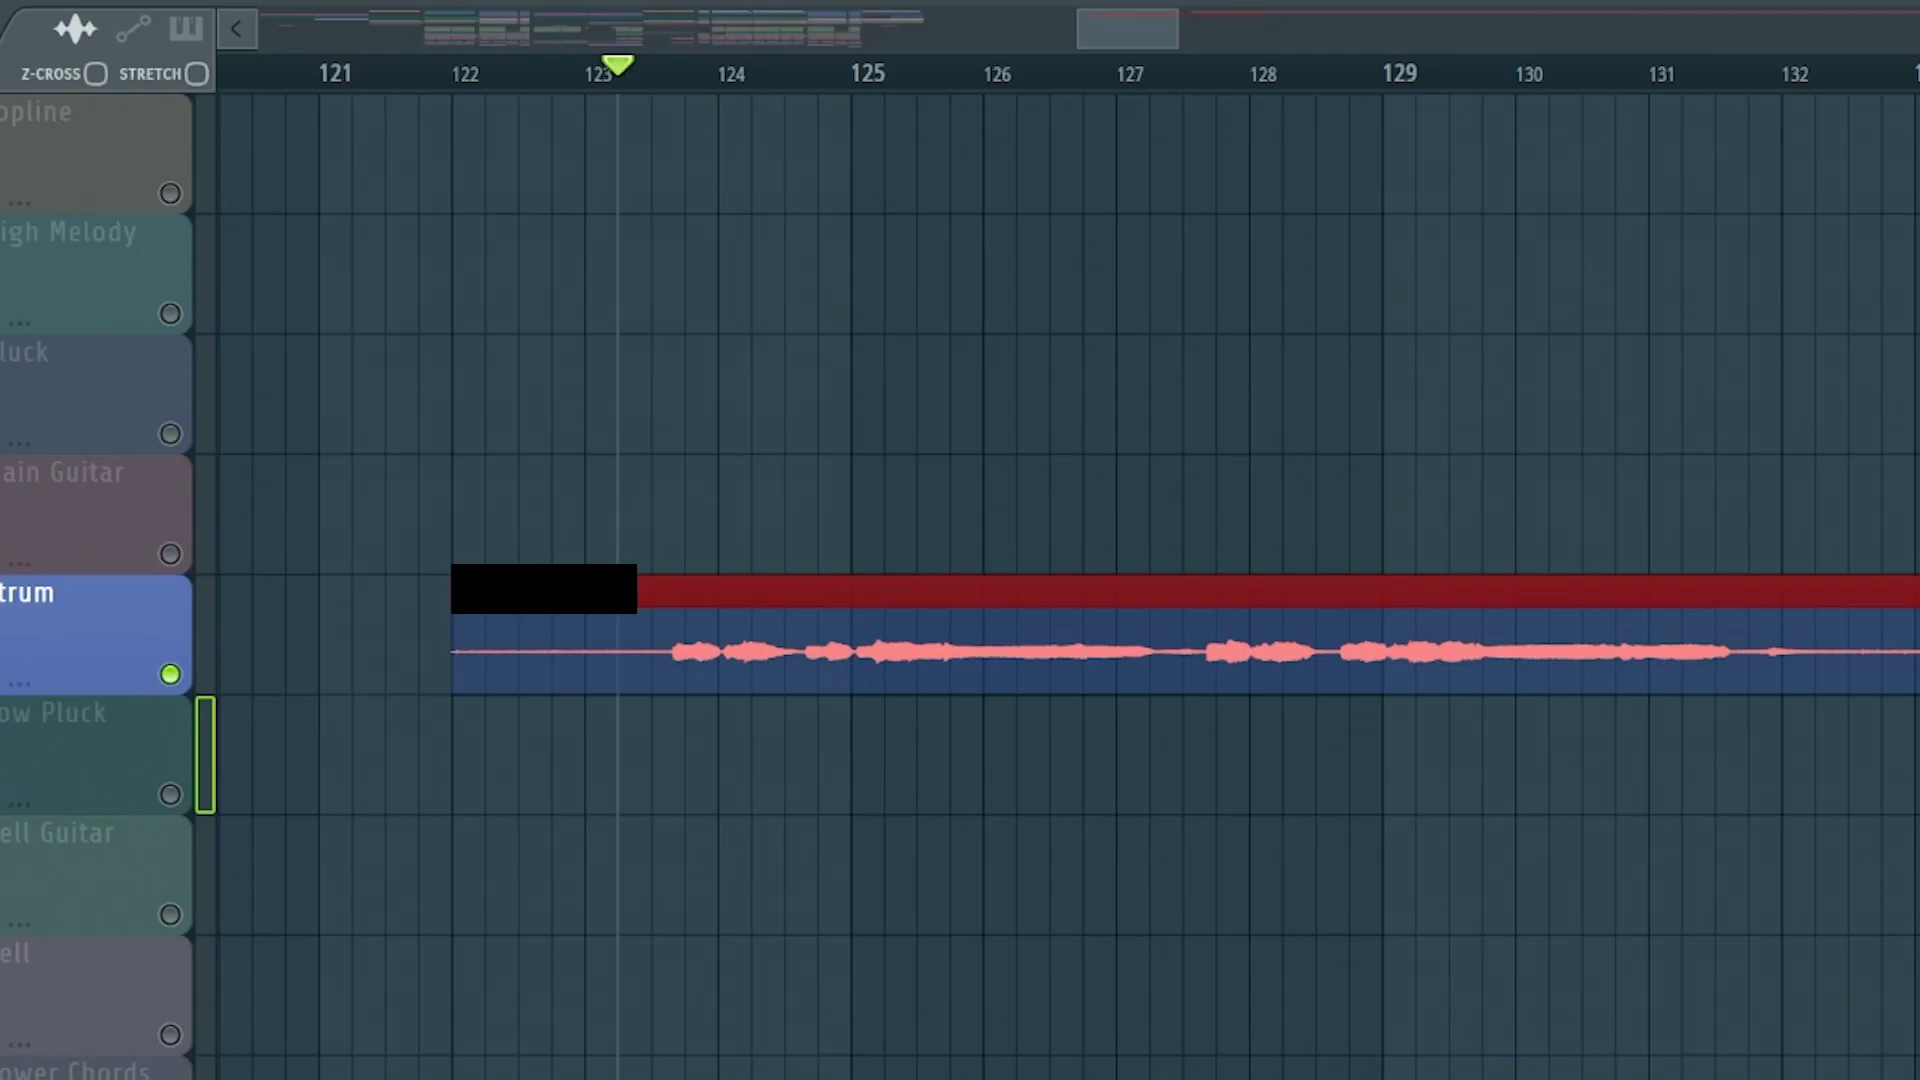 Z-CROSS STRETCH
121 122 123 124 125 126 127 128 129 130 131 132
opline
igh Melody
luck
ain Guitar
trum
ow Pluck
ell Guitar
ell
ower Chords